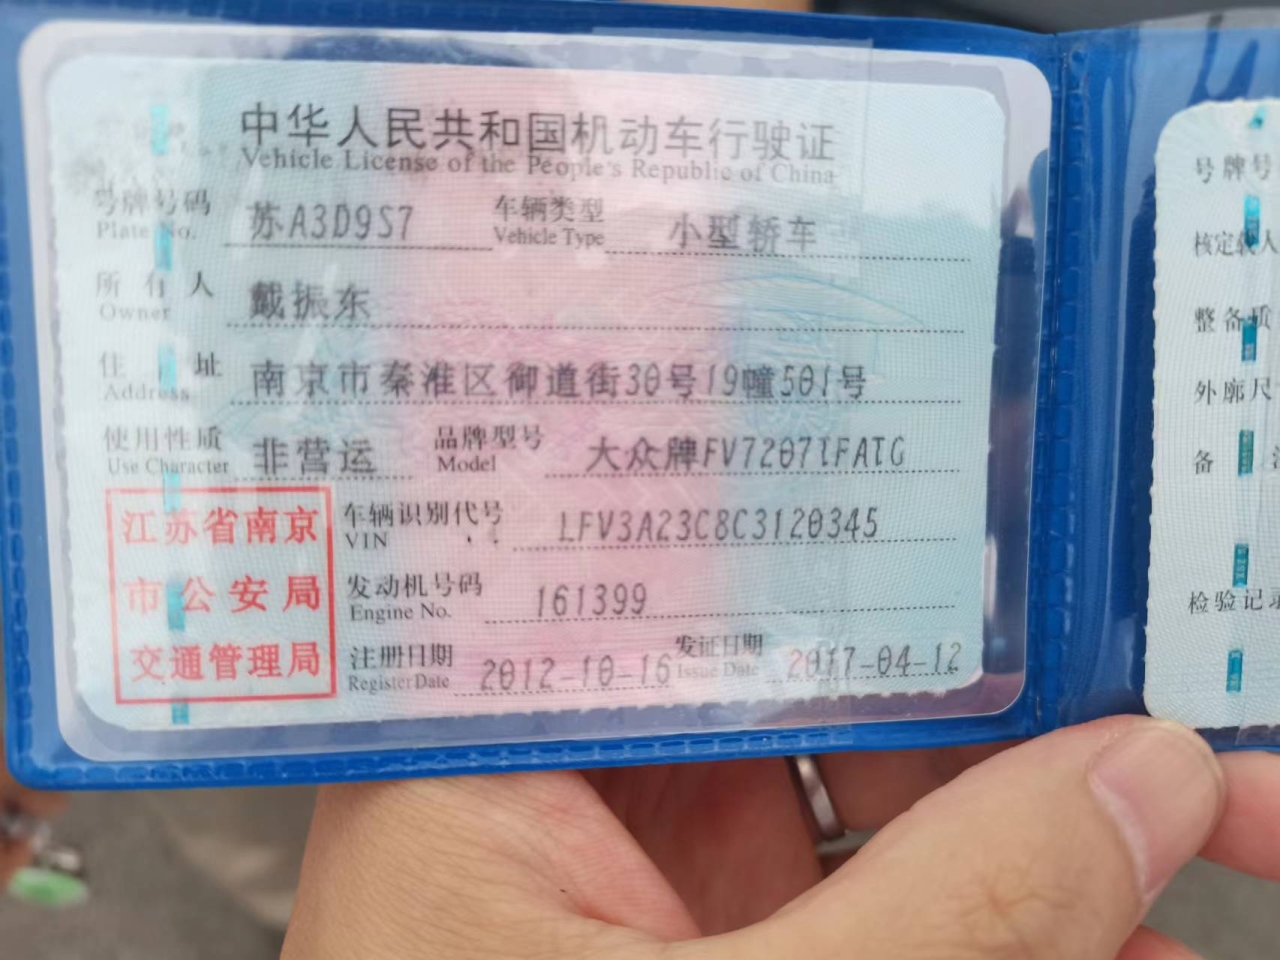 中华人民共和国机动车行驶证
Vehicle License of the People's Republic of China
号牌号码 苏A3D9S7 车辆类型 小型轿车
Plate No. Vehicle Type
所有人 戴振东
Owner
住址 南京市秦淮区御道街30号19幢501号
Address
使用性质 非营运 品牌型号 大众牌FV7207lFATG
Use Character Model
江苏省南京
市公安局
交通管理局
车辆识别代号 LFV3A23C8C3120345
VIN
发动机号码 161399
Engine No.
注册日期 2012-10-16 发证日期 2017-04-12
Register Date Issue Date
号牌号
核定载人
整备质
外廓尺
备
检验记录